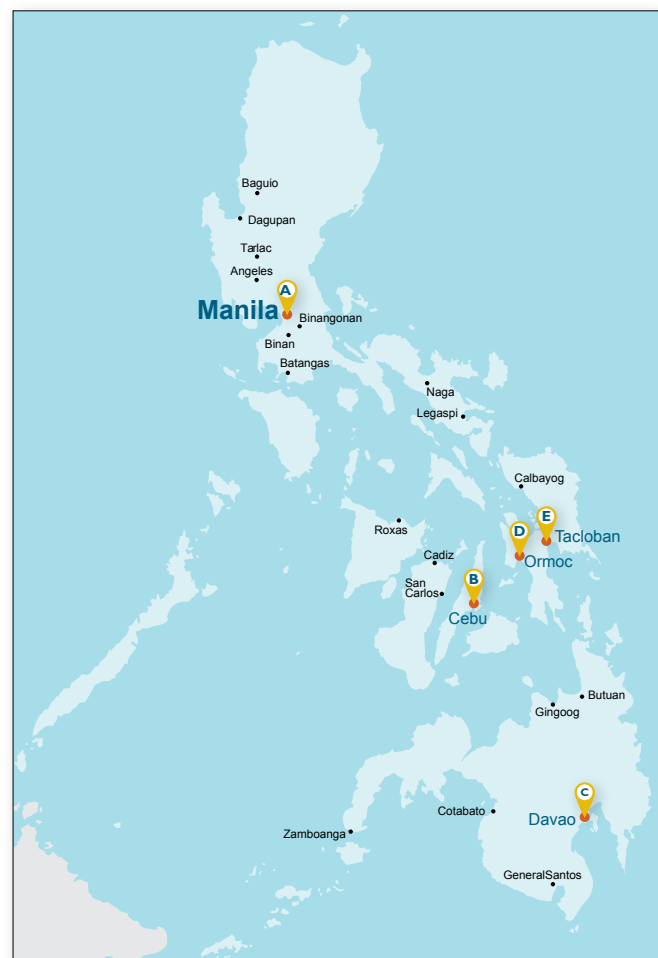 Baguio
Dagupan
Tarlac
Angeles
A
Manila
Binangonan
Binan
Batangas
Naga
Legaspi
Calbayog
E
Roxas
D
Tacloban
Cadiz
Ormoc
B
San
Carlos
Cebu
Butuan
Gingoog
C
Cotabato
Davao
Zamboanga
GeneralSantos